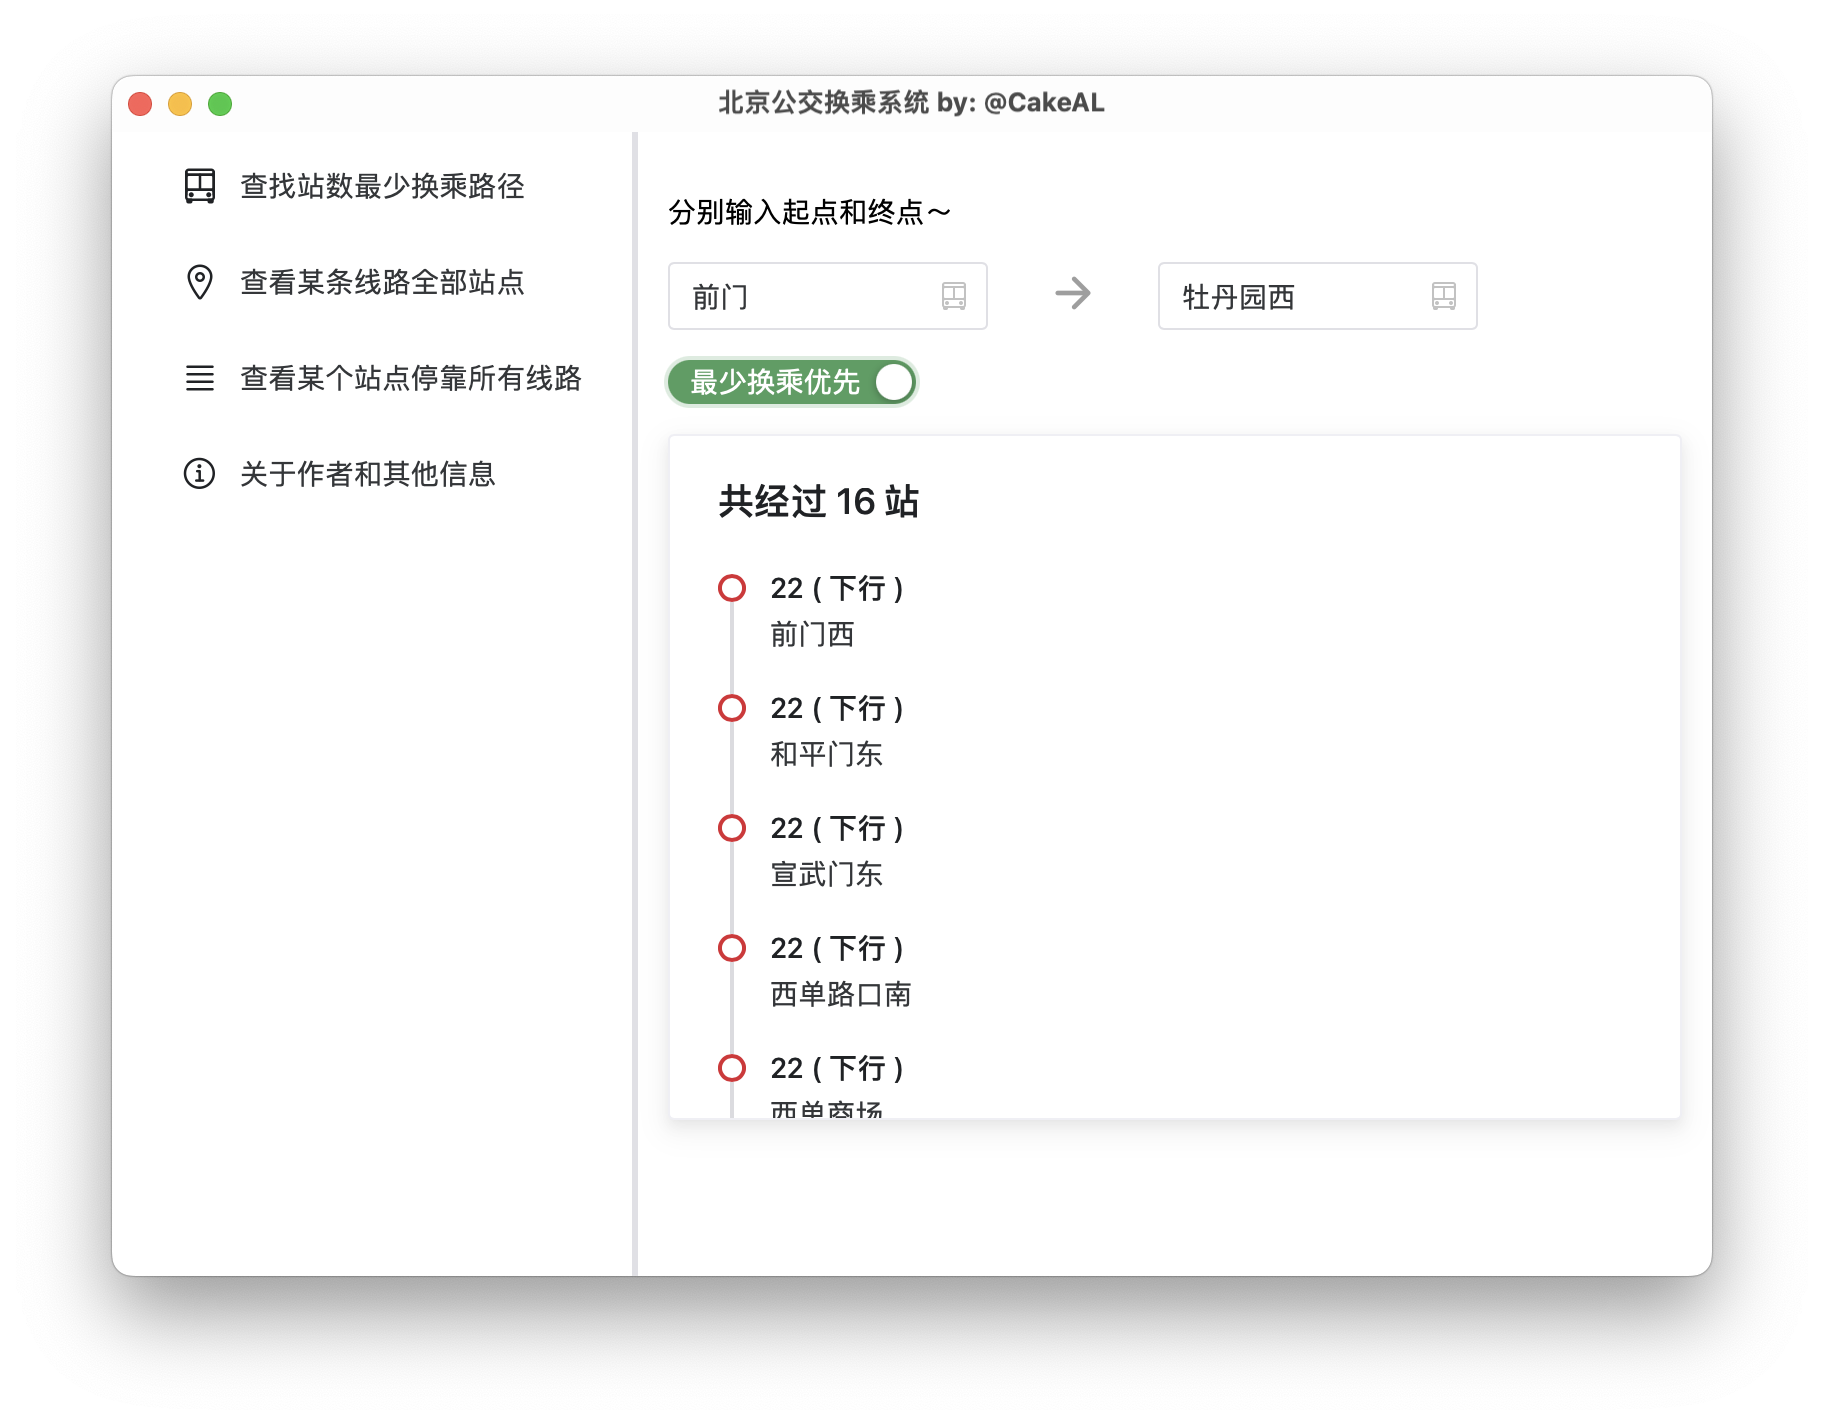 北京公交换乘系统 by: @CakeAL
查找站数最少换乘路径
查看某条线路全部站点
查看某个站点停靠所有线路
关于作者和其他信息
分别输入起点和终点～
前门
牡丹园西
最少换乘优先
共经过 16 站
22 ( 下行 )
前门西
22 ( 下行 )
和平门东
22 ( 下行 )
宣武门东
22 ( 下行 )
西单路口南
22 ( 下行 )
西单商场